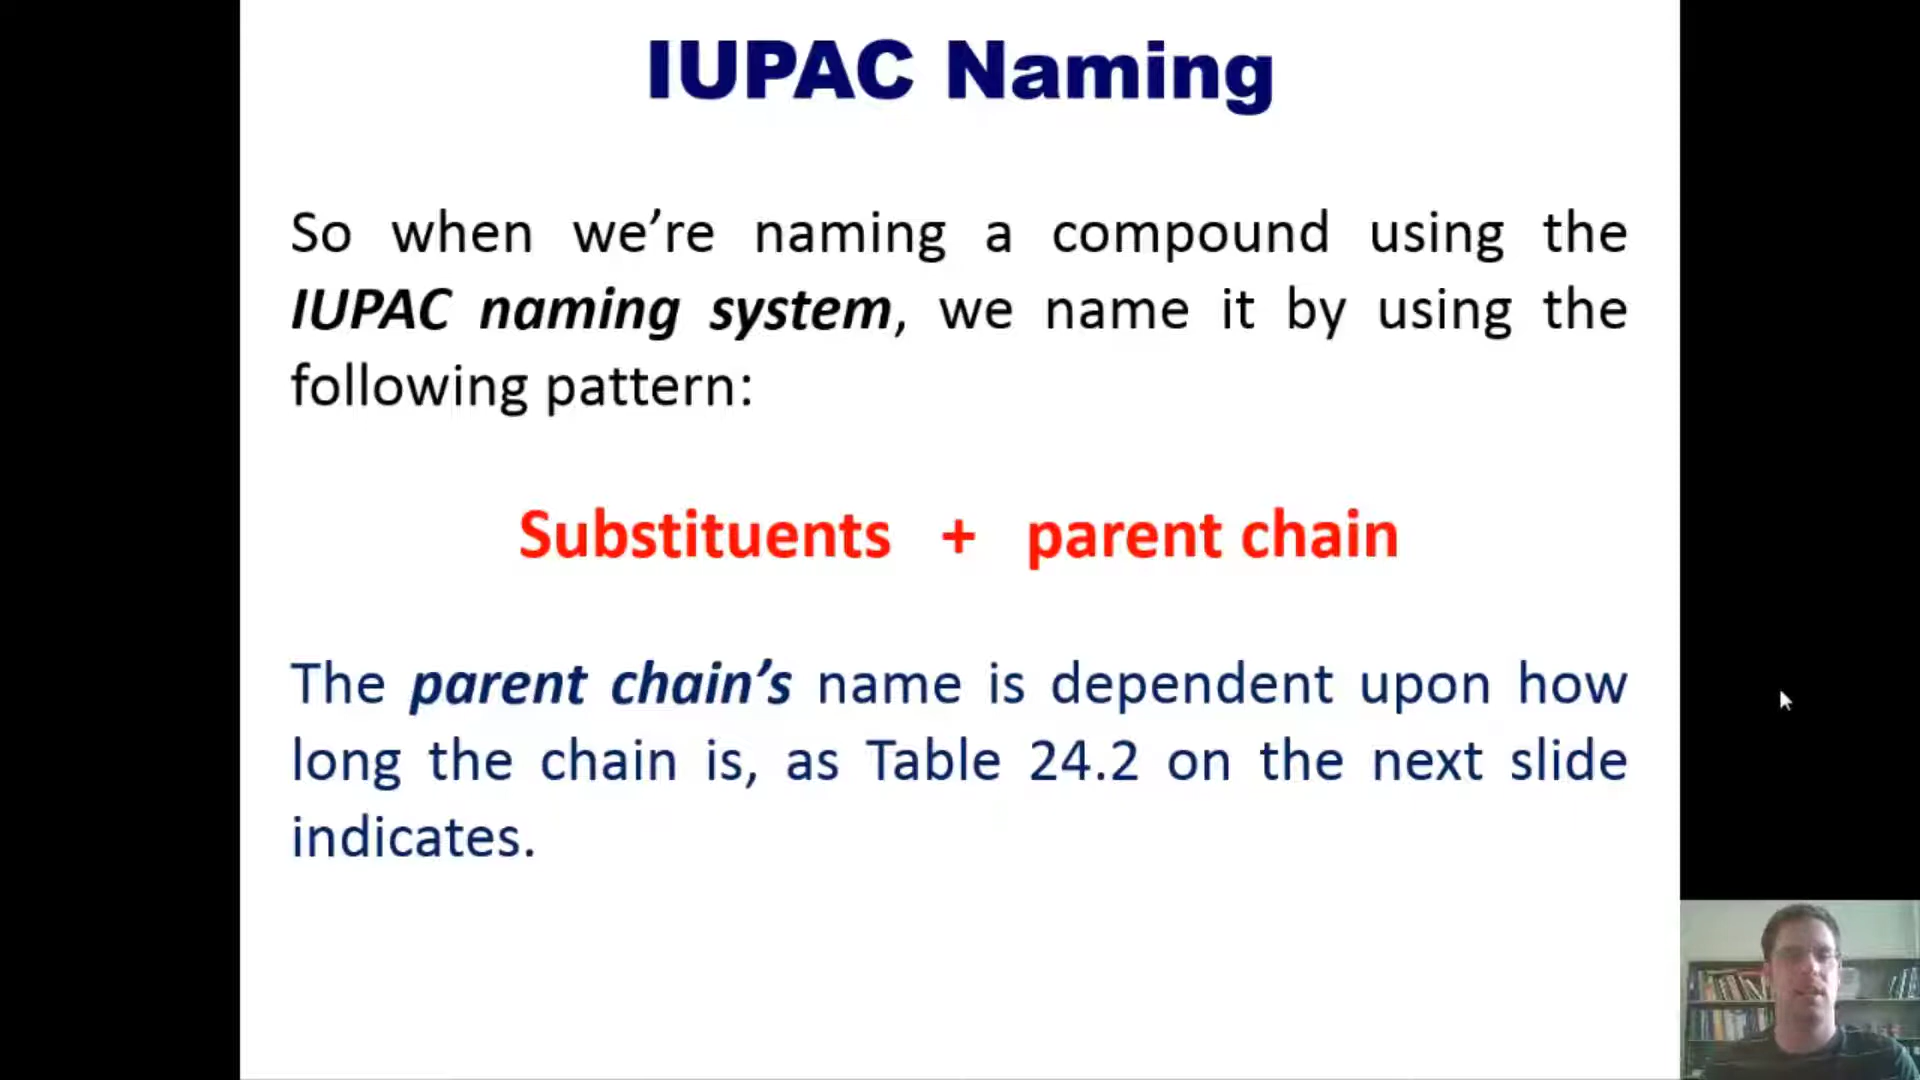 IUPAC Naming
So when we’re naming a compound using the
IUPAC naming system, we name it by using the
following pattern:
Substituents + parent chain
The parent chain’s name is dependent upon how
long the chain is, as Table 24.2 on the next slide
indicates.